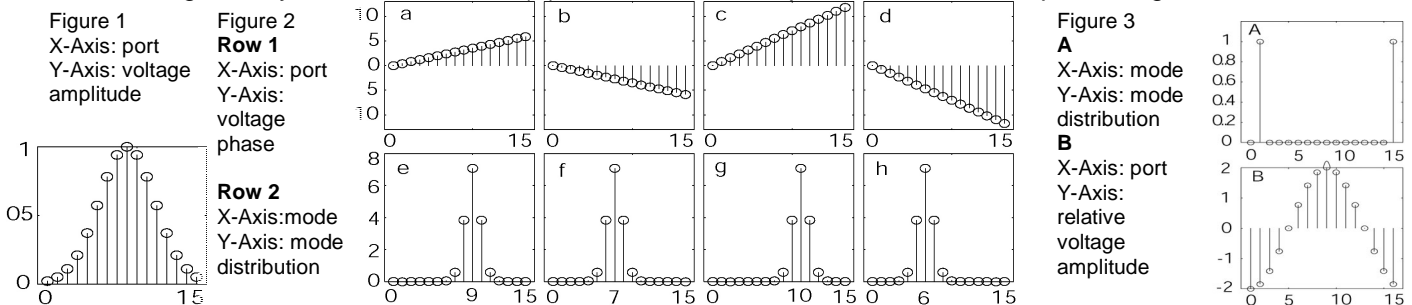 Figure 1
X-Axis: port
Y-Axis: voltage
amplitude
1
05
0
0
15
Figure 2
Row 1
X-Axis: port
Y-Axis:
voltage
phase
Row 2
X-Axis:mode
Y-Axis: mode
distribution
a
b
c
d
10
5
0
5
10
0 15
0 15
0 15
0 15
e
f
g
h
8
6
4
2
0
0 9 15
0 7 15
0 10 15
0 6 15
Figure 3
A
X-Axis: mode
Y-Axis: mode
distribution
B
X-Axis: port
Y-Axis:
relative
voltage
amplitude
A
1
0.8
0.6
0.4
0.2
0
0 5 10 15
B
2
1
0
-1
-2
0 5 10 15